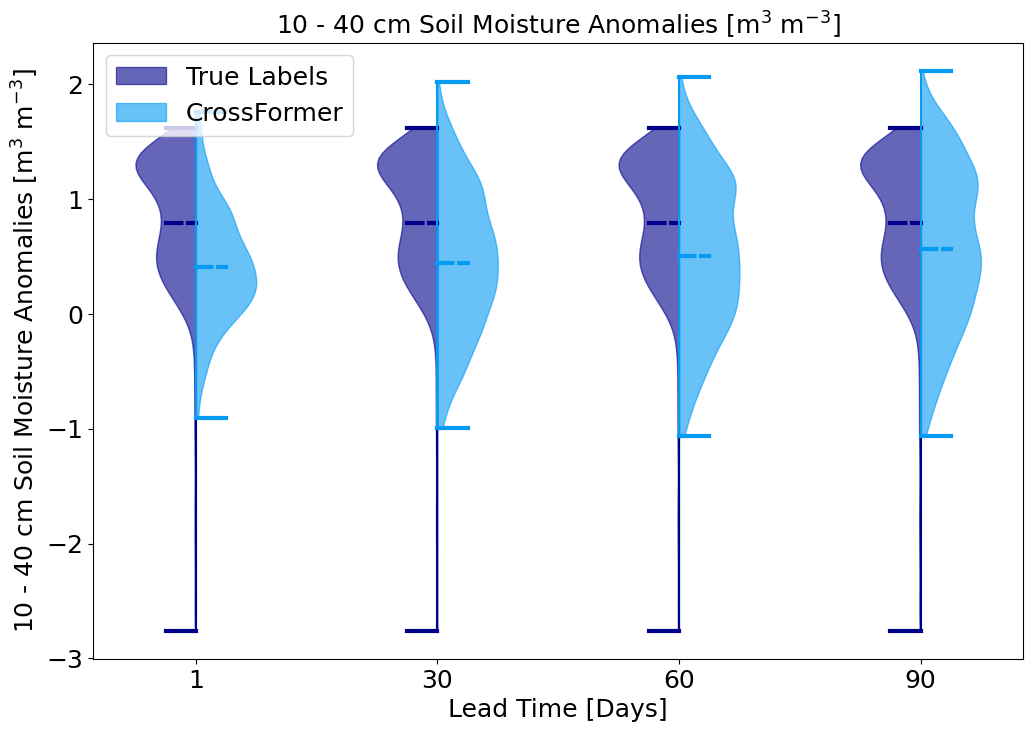 10 - 40 cm Soil Moisture Anomalies [m³ m⁻³]
True Labels
CrossFormer
10 - 40 cm Soil Moisture Anomalies [m³ m⁻³]
2
1
0
−1
−2
−3
1 30 60 90
Lead Time [Days]